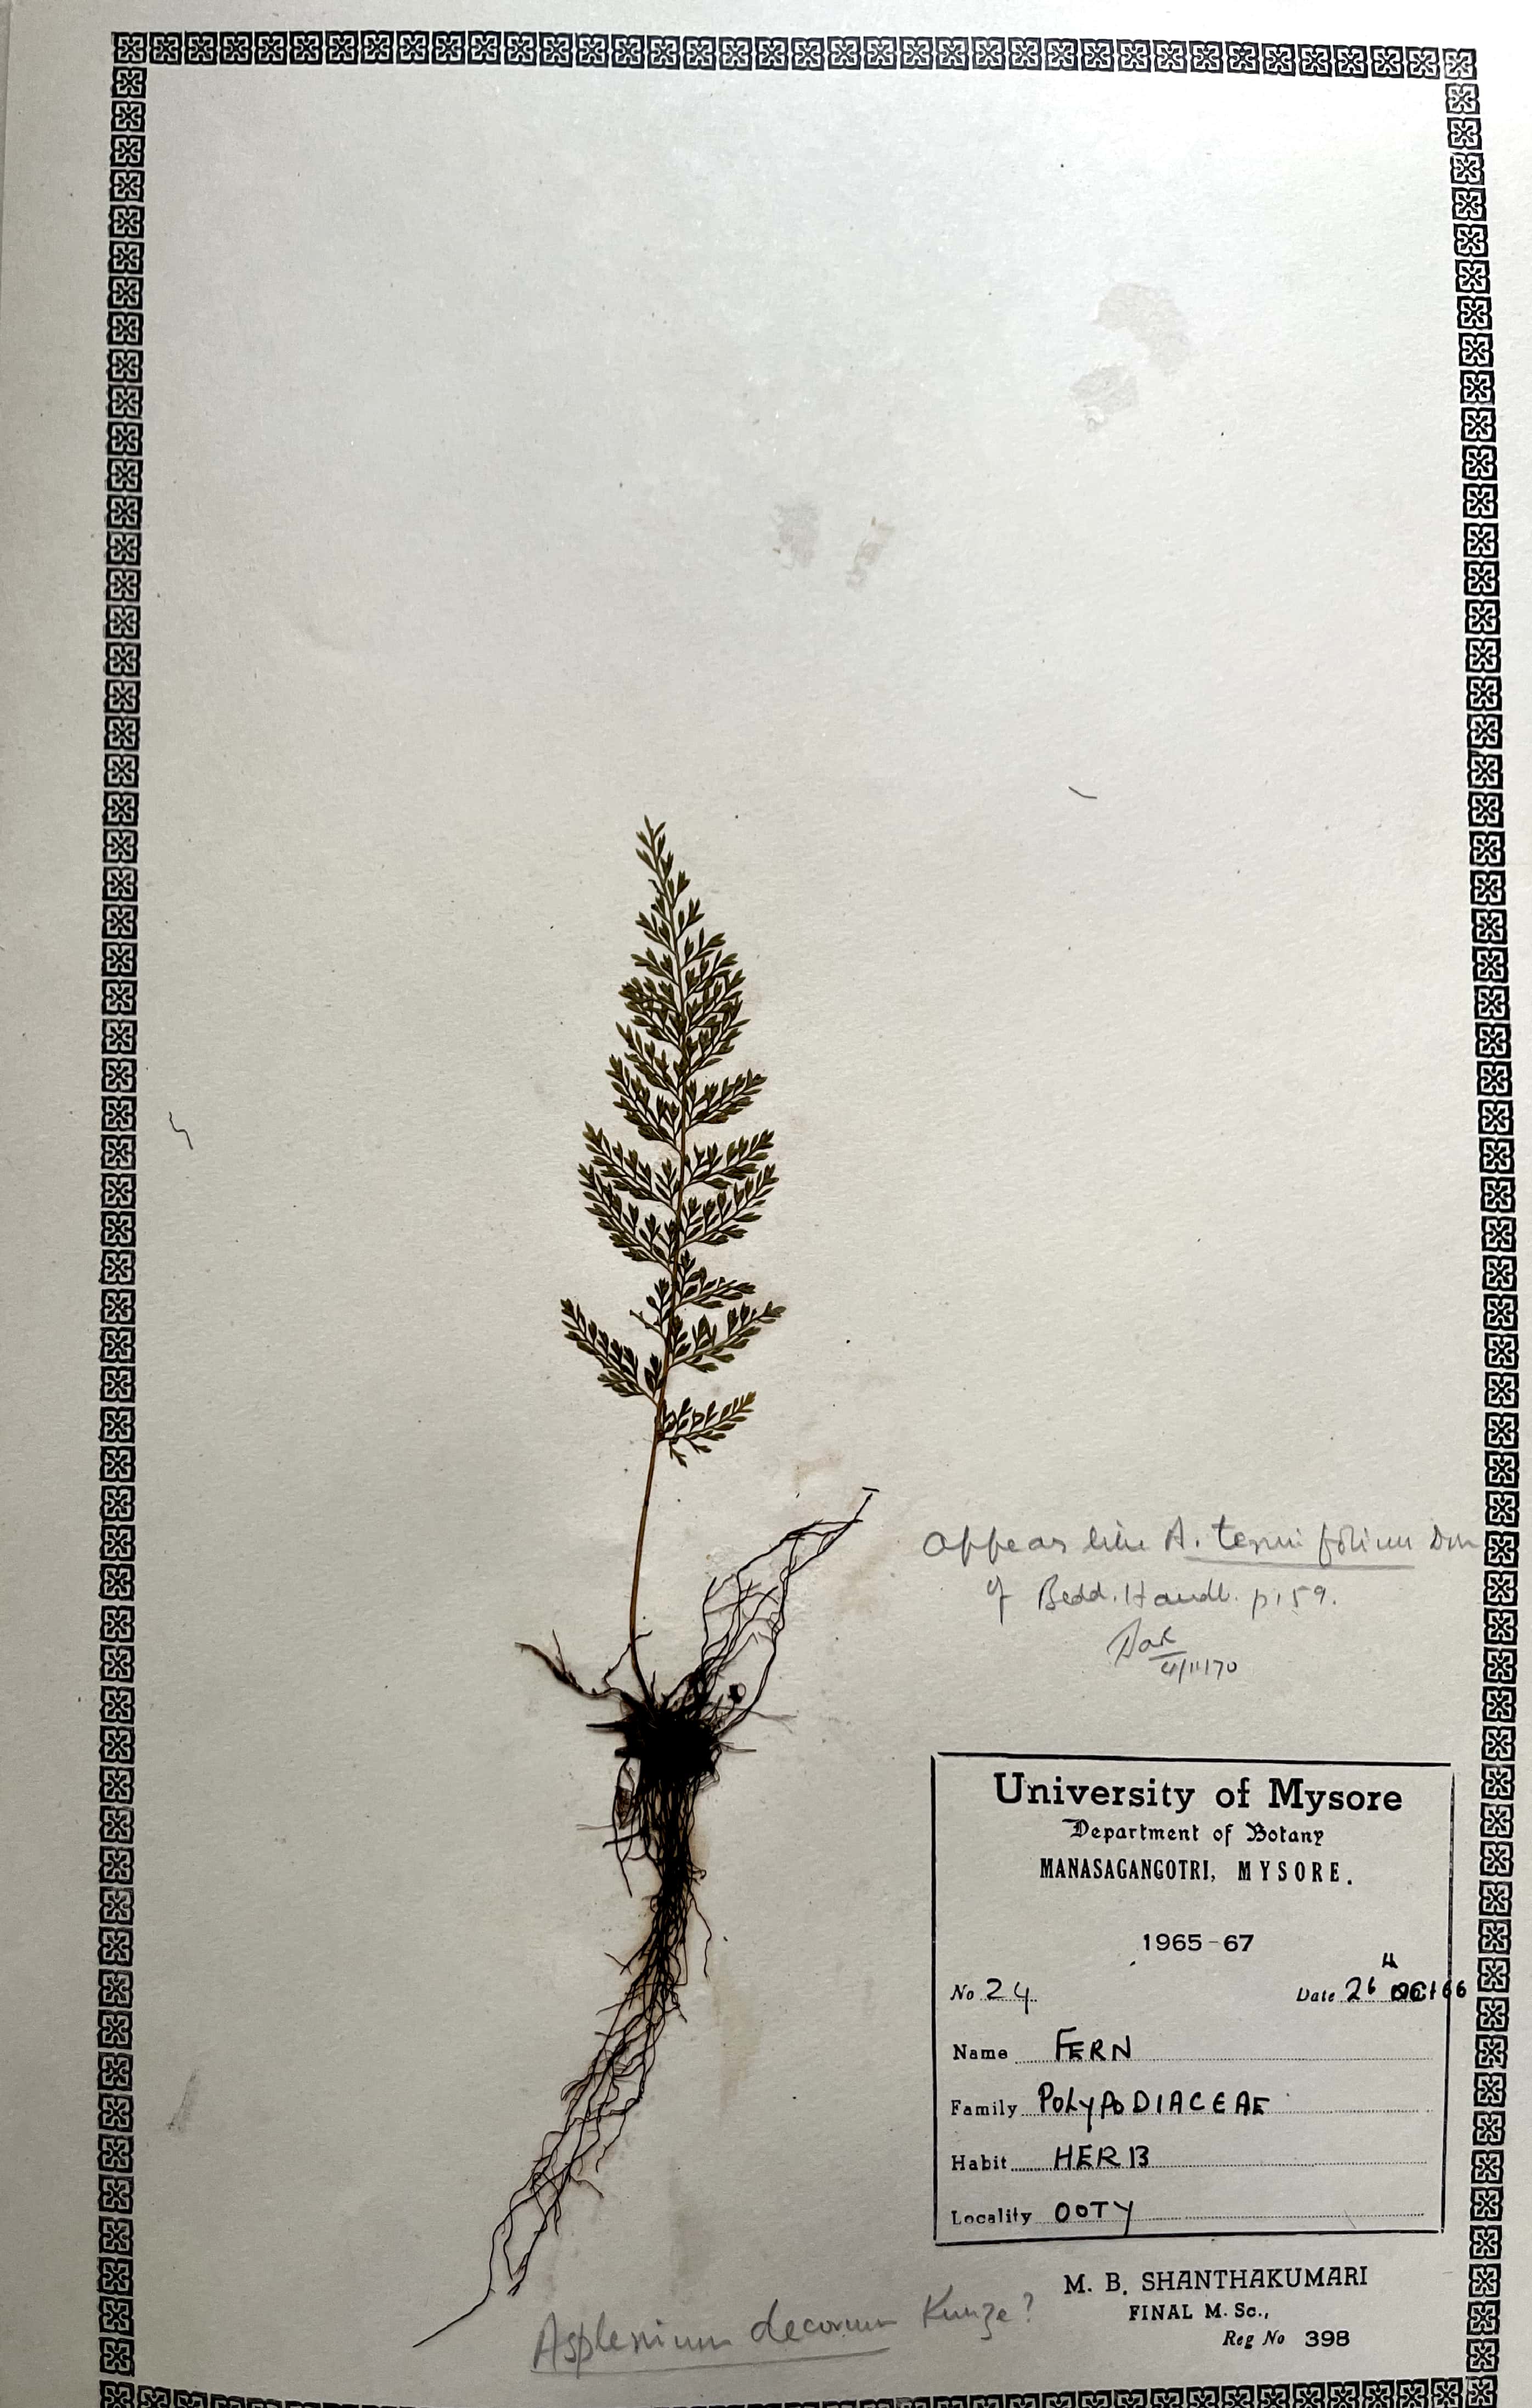 Appears like A. tenuifolium Don
of Bedd. Handb. p. 159.
4/11/70
University of Mysore
Department of Botany
MANASAGANGOTRI, MYSORE.
1965-67
No 24 Date 26 Oct 66
Name FERN
Family POLYPODIACEAE
Habit HERB
Locality OOTY
M. B. SHANTHAKUMARI
FINAL M. Sc.,
Reg No 398
Asplenium decorum Kunze?